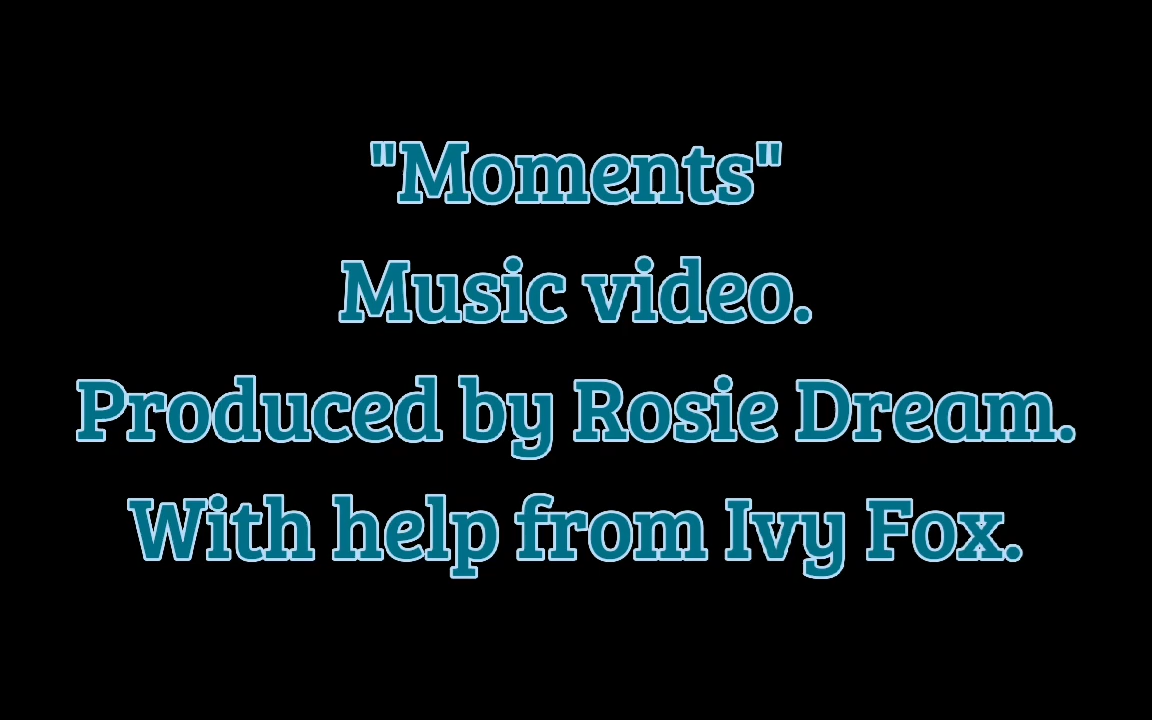 "Moments"
Music video.
Produced by Rosie Dream.
With help from Ivy Fox.